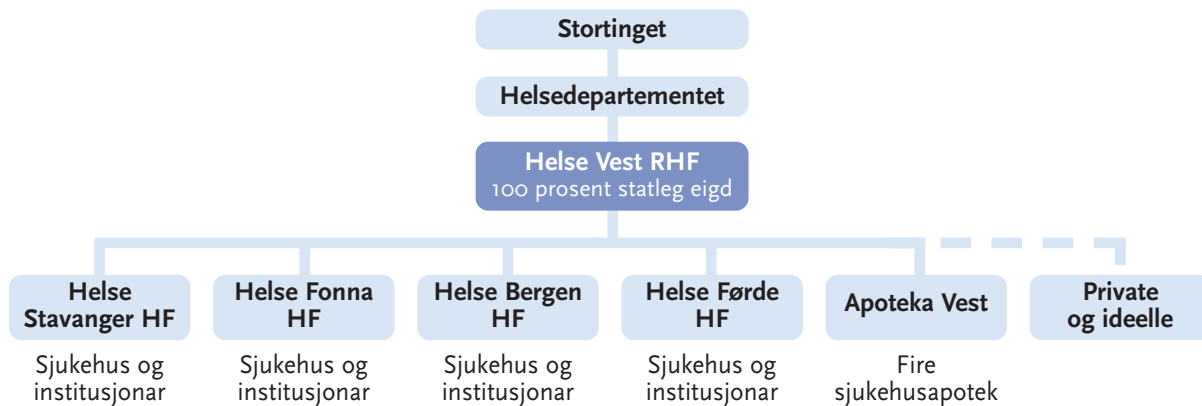 Stortinget
Helsedepartementet
Helse Vest RHF
100 prosent statleg eigd
Helse
Stavanger HF
Sjukehus og
institusjonar
Helse Fonna
HF
Sjukehus og
institusjonar
Helse Bergen
HF
Sjukehus og
institusjonar
Helse Førde
HF
Sjukehus og
institusjonar
Apoteka Vest
Fire
sjukehusapotek
Private
og ideelle